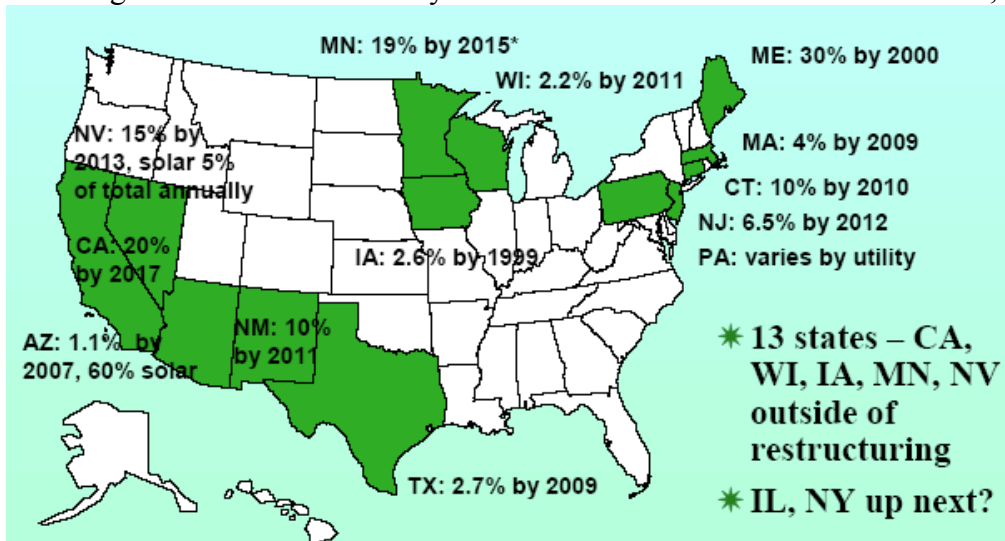 MN: 19% by 2015*
WI: 2.2% by 2011
ME: 30% by 2000
NV: 15% by
2013, solar 5%
of total annually
MA: 4% by 2009
CT: 10% by 2010
NJ: 6.5% by 2012
PA: varies by utility
CA: 20%
by 2017
IA: 2.6% by 1999
AZ: 1.1% by
2007, 60% solar
NM: 10%
by 2011
TX: 2.7% by 2009
13 states – CA,
WI, IA, MN, NV
outside of
restructuring
IL, NY up next?